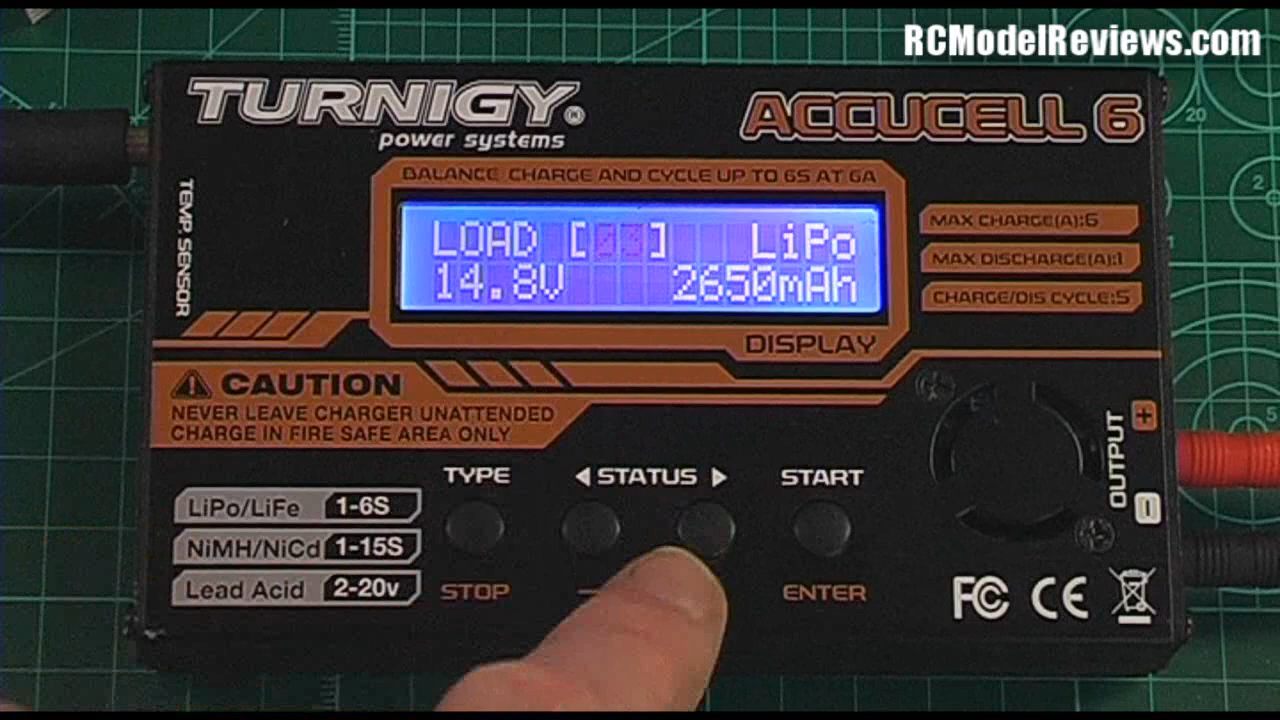 RCModelReviews.com
TURNIGY®
power systems
ACCUCELL 6
BALANCE CHARGE AND CYCLE UP TO 6S AT 6A
TEMP. SENSOR
LOAD [ ] LiPo
14.8V 2650mAh
MAX CHARGE(A):6
MAX DISCHARGE(A):1
CHARGE/DIS CYCLE:5
DISPLAY
CAUTION
NEVER LEAVE CHARGER UNATTENDED
CHARGE IN FIRE SAFE AREA ONLY
TYPE
◄ STATUS ►
START
OUTPUT
+
-
LiPo/LiFe 1-6S
NiMH/NiCd 1-15S
Lead Acid 2-20v
STOP
ENTER
FC CE
20
2
5